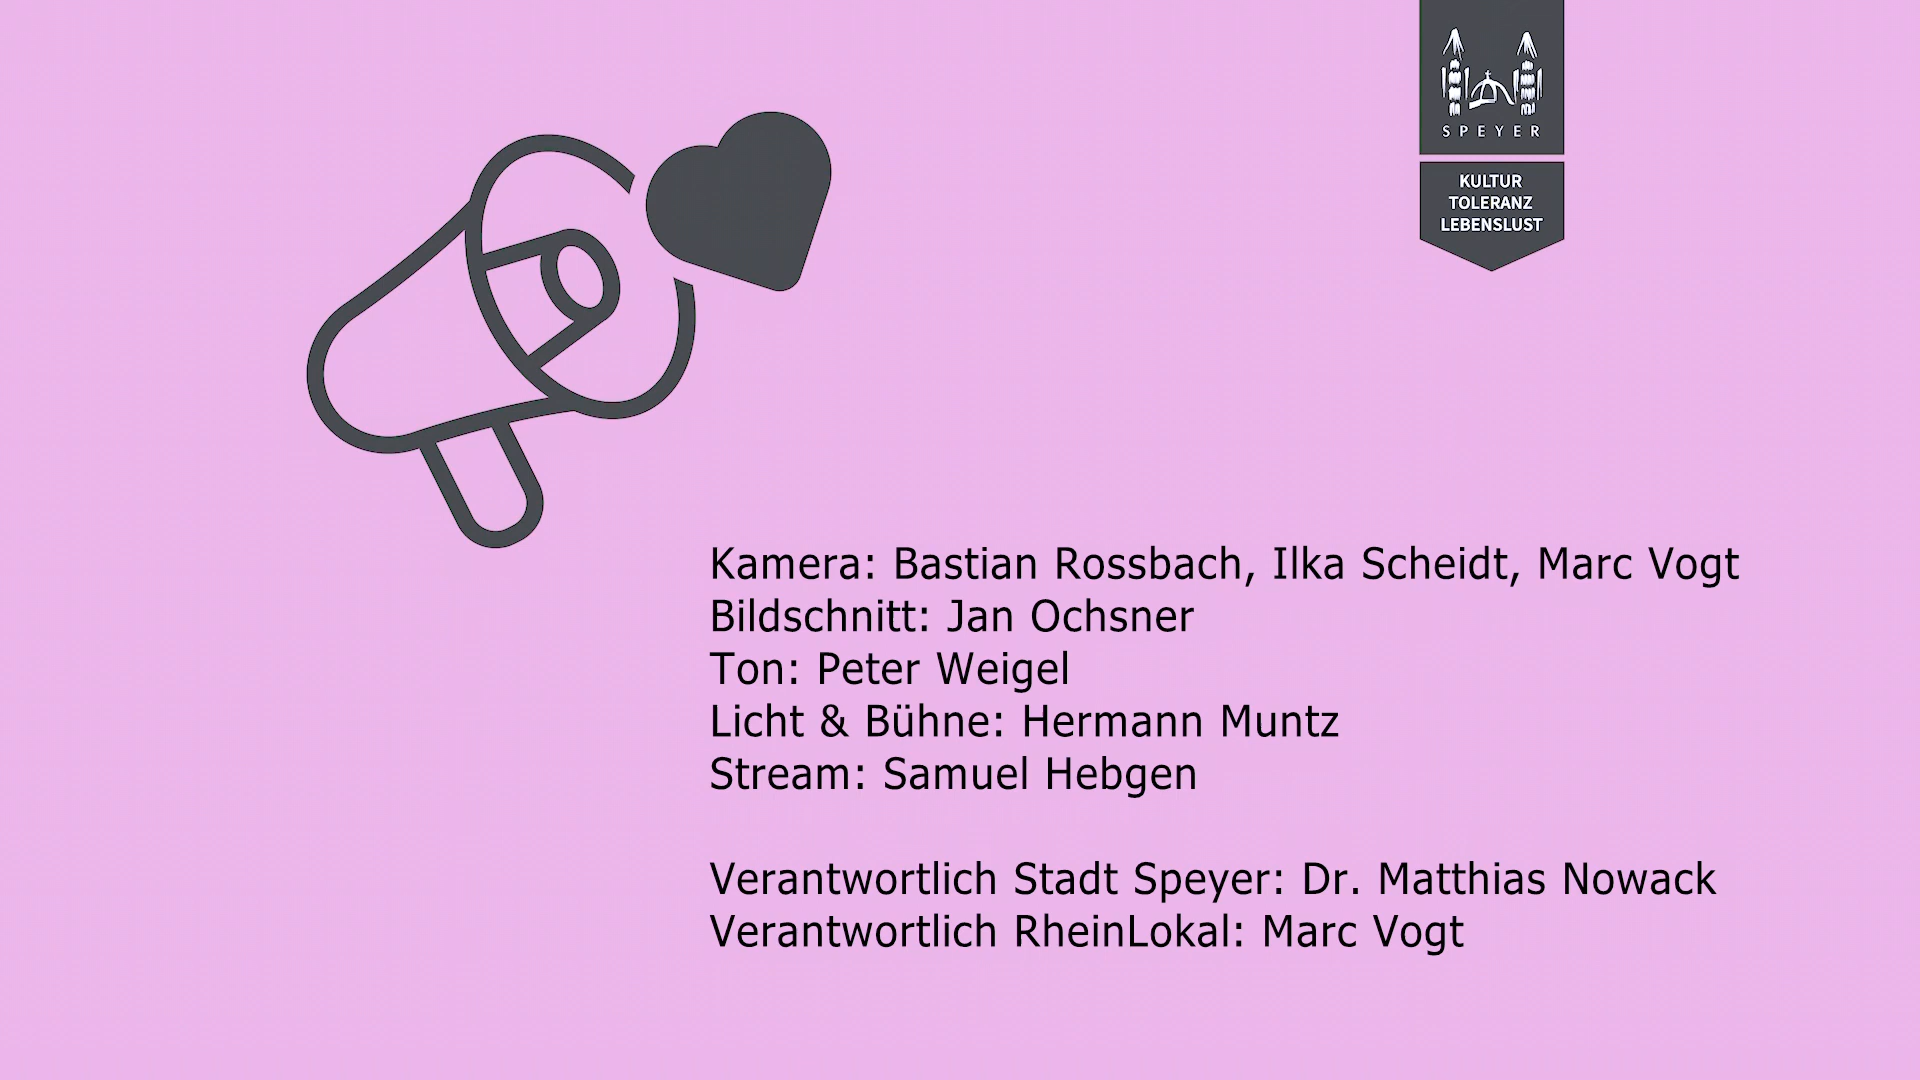 SPEYER
KULTUR
TOLERANZ
LEBENSLUST
Kamera: Bastian Rossbach, Ilka Scheidt, Marc Vogt
Bildschnitt: Jan Ochsner
Ton: Peter Weigel
Licht & Bühne: Hermann Muntz
Stream: Samuel Hebgen
Verantwortlich Stadt Speyer: Dr. Matthias Nowack
Verantwortlich RheinLokal: Marc Vogt